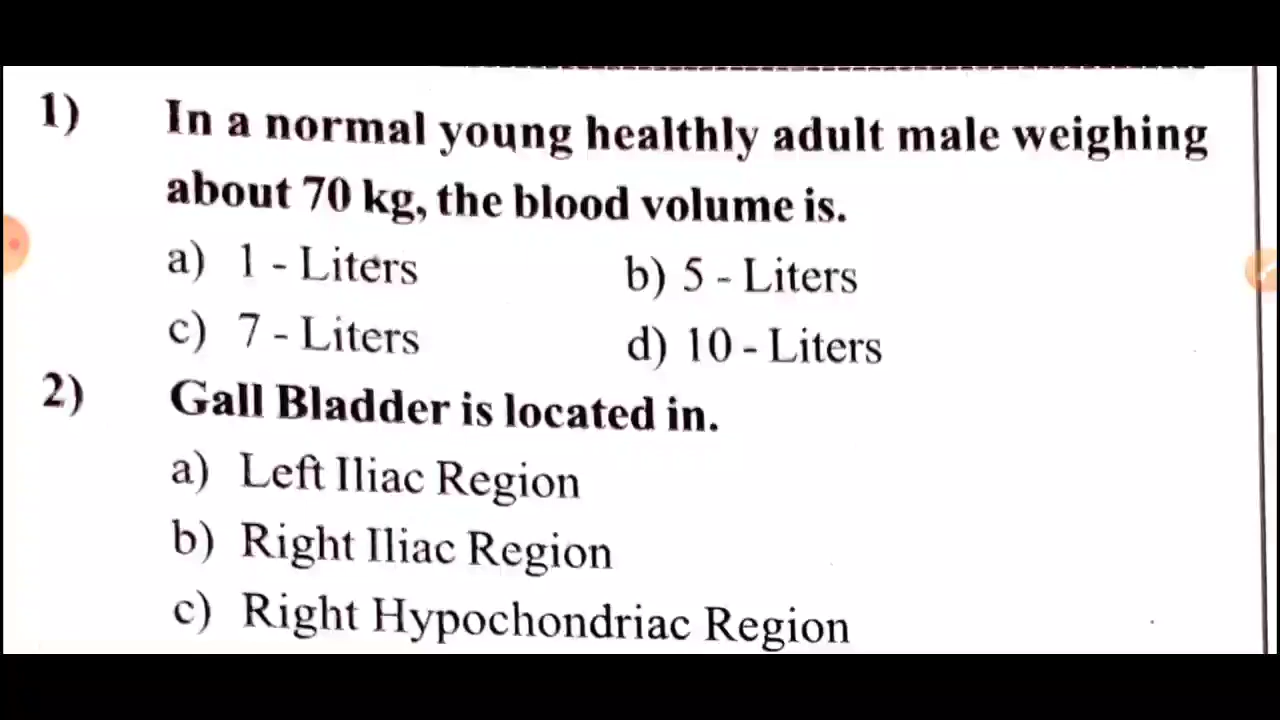 1) In a normal young healthly adult male weighing
about 70 kg, the blood volume is.
a) 1 - Liters b) 5 - Liters
c) 7 - Liters d) 10 - Liters
2) Gall Bladder is located in.
a) Left Iliac Region
b) Right Iliac Region
c) Right Hypochondriac Region